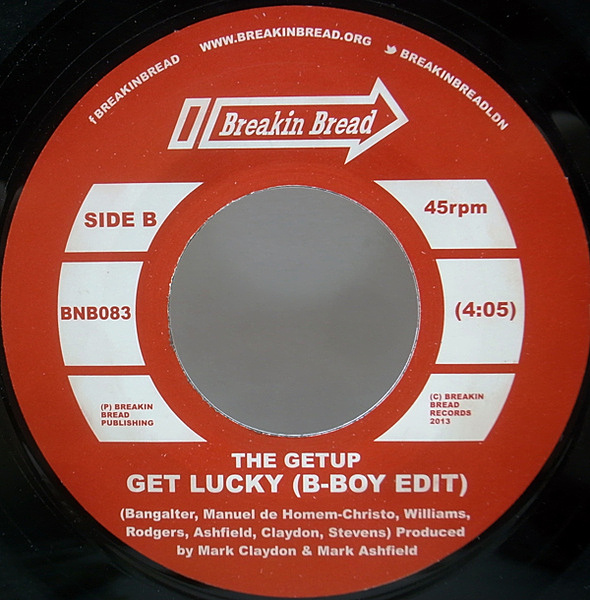 f BREAKINBREAD
WWW.BREAKINBREAD.ORG
BREAKINBREADLDN
Breakin Bread
SIDE B
45rpm
BNB083
(4:05)
(P) BREAKIN
BREAD
PUBLISHING
(C) BREAKIN
BREAD
RECORDS
2013
THE GETUP
GET LUCKY (B-BOY EDIT)
(Bangalter, Manuel de Homem-Christo, Williams,
Rodgers, Ashfield, Claydon, Stevens) Produced
by Mark Claydon & Mark Ashfield